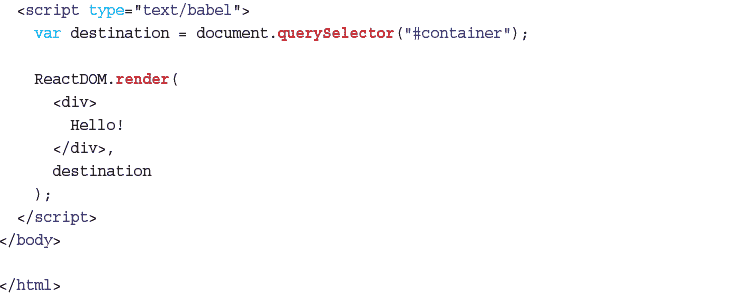 <script type="text/babel">
var destination = document.querySelector("#container");
ReactDOM.render(
<div>
Hello!
</div>,
destination
);
</script>
</body>
</html>